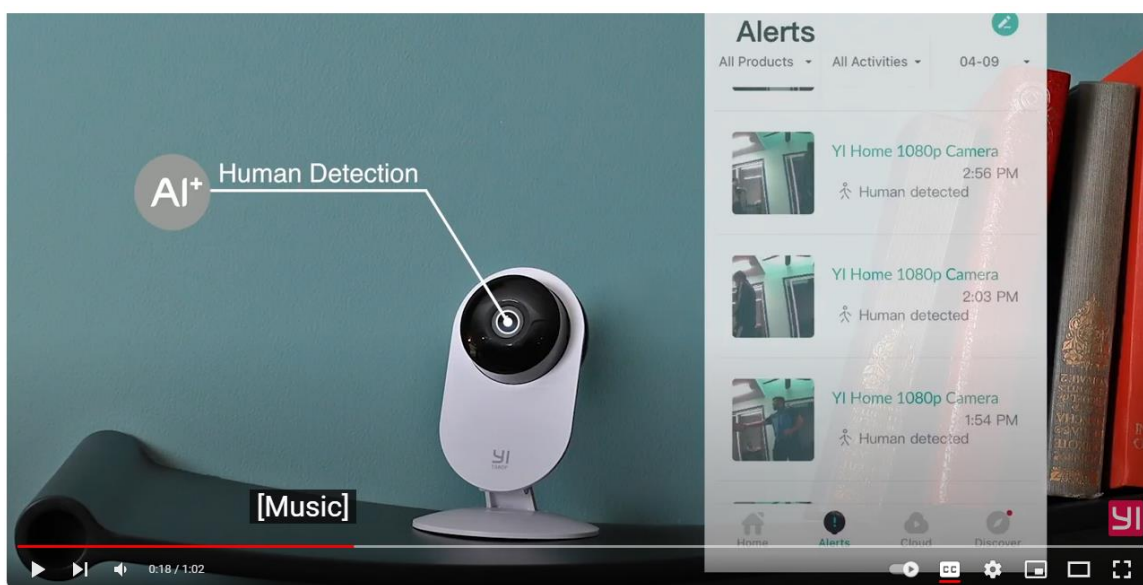 Alerts
All Products All Activities 04-09
AI+ Human Detection
YI Home 1080p Camera
2:56 PM
Human detected
YI Home 1080p Camera
2:03 PM
Human detected
YI Home 1080p Camera
1:54 PM
Human detected
YI
1080P
[Music]
Home Alerts Cloud Discover
YI
0:18 / 1:02
CC